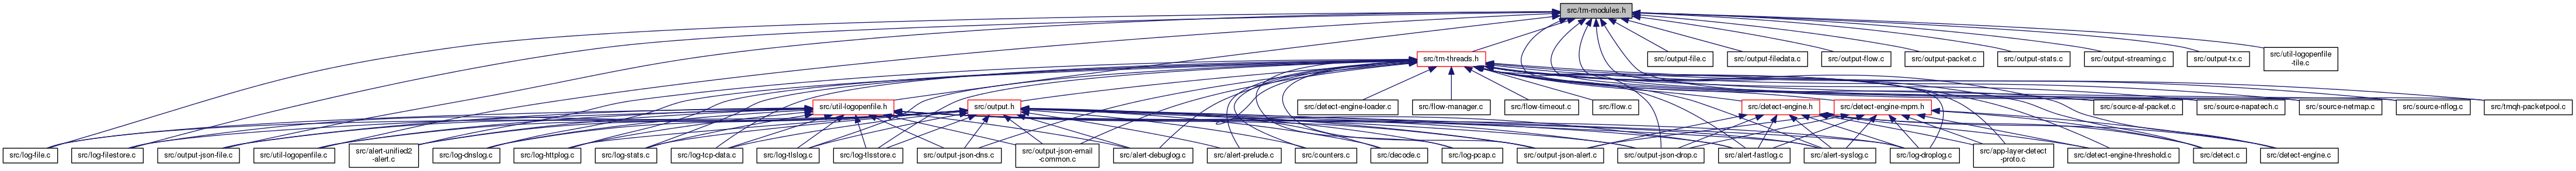 src/tm-modules.h
src/tm-threads.h
src/output-file.c
src/output-filedata.c
src/output-flow.c
src/output-packet.c
src/output-stats.c
src/output-streaming.c
src/output-tx.c
src/util-logopenfile
-tile.c
src/util-logopenfile.h
src/output.h
src/detect-engine-loader.c
src/flow-manager.c
src/flow-timeout.c
src/flow.c
src/detect-engine.h
src/detect-engine-mpm.h
src/source-af-packet.c
src/source-napatech.c
src/source-netmap.c
src/source-nflog.c
src/tmqh-packetpool.c
src/log-file.c
src/log-filestore.c
src/output-json-file.c
src/util-logopenfile.c
src/alert-unified2
-alert.c
src/log-dnslog.c
src/log-httplog.c
src/log-stats.c
src/log-tcp-data.c
src/log-tlslog.c
src/log-tlsstore.c
src/output-json-dns.c
src/output-json-email
-common.c
src/alert-debuglog.c
src/alert-prelude.c
src/counters.c
src/decode.c
src/log-pcap.c
src/output-json-alert.c
src/output-json-drop.c
src/alert-fastlog.c
src/alert-syslog.c
src/log-droplog.c
src/app-layer-detect
-proto.c
src/detect-engine-threshold.c
src/detect.c
src/detect-engine.c